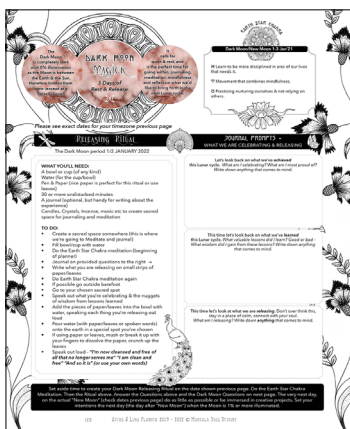 The
Dark Moon
is completely dark
with 0% illumination
as the Moon is between
the Earth & the Sun,
DARK MOON
MAGICK
3 Days of
Rest & Release
calls for
Please see exact dates for your timezone previous page
EARTH STAR CHAKRA
Dark Moon/New Moon 1-3 Jan'21
Learn to be more disciplined in area of our lives
that needs it.
Movement that combines mindfulness.
Practising nurturing ourselves & not relying on
others.
RELEASING RITUAL
The Dark Moon period 1/2 JANUARY 2022
WHAT YOU'LL NEED:
A bowl or cup (of any kind)
Water (for the cup/bowl)
Pen & Paper (rice paper is perfect for this ritual or use
leaves)
30 or more undisturbed minutes
A journal (optional, but handy for writing about the
experience)
Candles, Crystals, Incense, music etc to create sacred
space for journaling and meditation
TO DO:
• Create a sacred space somewhere (this is where
we're going to Meditate and journal)
• Fill bowl/cup with water
• Do the Earth Star Chakra meditation (beginning
of planner)
• Journal on provided questions to the right →
• Write what you are releasing on small strips of
paper/leaves
• Do Earth Star Chakra meditation again
• If possible go outside barefoot
• Go to your chosen sacred spot
• Speak out what you're celebrating & the nuggets
of wisdom from lessons learned
• Add the pieces of paper/leaves into the bowl with
water, speaking each thing you're releasing out
loud
• Pour water (with paper/leaves or spoken words)
onto the earth in a special spot you've chosen
• If using paper or leaves, mush or break it up with
your fingers to dissolve the paper, crunch up the
leaves
• Speak out loud - "I'm now cleansed and free of
all that no longer serves me" "I am clean and
free" "And so it is" (or use your own words)
JOURNAL PROMPTS -
WHAT WE ARE CELEBRATING & RELEASING
Let's look back on what we've achieved
this Lunar cycle. What am I celebrating? What am I most proud of?
Write down anything that comes to mind.
This time let's look back on what we've learned
this Lunar cycle. What valuable lessons did I learn? Good or bad -
What wisdom did I gain from these lessons? Write down anything
that comes to mind.
This time let's look at what we are releasing. Don't over think this,
stay in a place of calm, connect with your soul.
What am I releasing? Write down anything that comes to mind.
Set aside time to create your Dark Moon Releasing Ritual on the date shown previous page. Do the Earth Star Chakra
Meditation. Then the Ritual above. Answer the Questions above and the Dark Moon Questions on next page. The very next day,
on the actual "New Moon" (check dates previous page) do as little as possible or be immersed in creative projects. Set your
intentions the next day (the day after "New Moon") when the Moon is 1% or more illuminated.